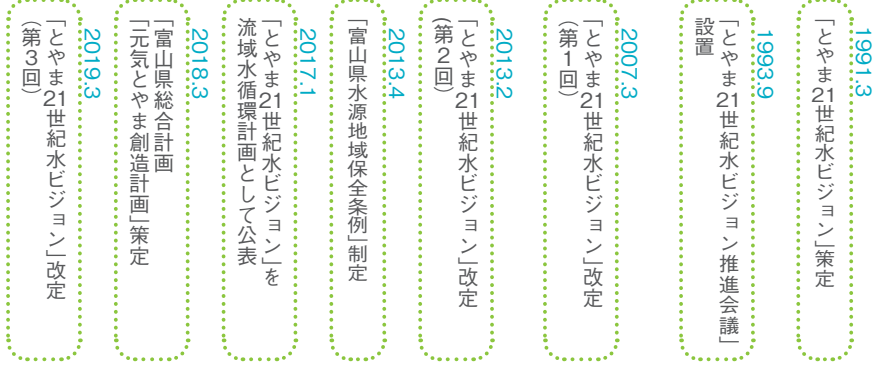 1991.3
「とやま21世紀水ビジョン」策定
1993.9
「とやま21世紀水ビジョン推進会議」
設置
2007.3
「とやま21世紀水ビジョン」改定
（第1回）
2013.2
「とやま21世紀水ビジョン」改定
(第2回)
2013.4
「富山県水源地域保全条例」制定
2017.1
「とやま21世紀水ビジョン」を
流域水循環計画として公表
2018.3
「富山県総合計画
「元気とやま創造計画」策定
2019.3
「とやま21世紀水ビジョン」改定
（第3回）